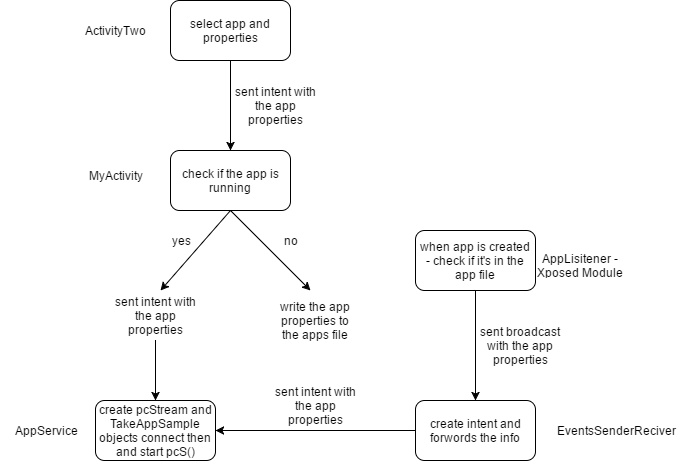 ActivityTwo
select app and
properties
sent intent with
the app
properties
MyActivity
check if the app is
running
yes
no
sent intent with
the app
properties
write the app
properties to
the apps file
when app is created
- check if it's in the
app file
AppLisitener -
Xposed Module
sent broadcast
with the app
properties
AppService
create pcStream and
TakeAppSample
objects connect then
and start pcS()
sent intent with
the app
properties
create intent and
forwords the info
EventsSenderReciver